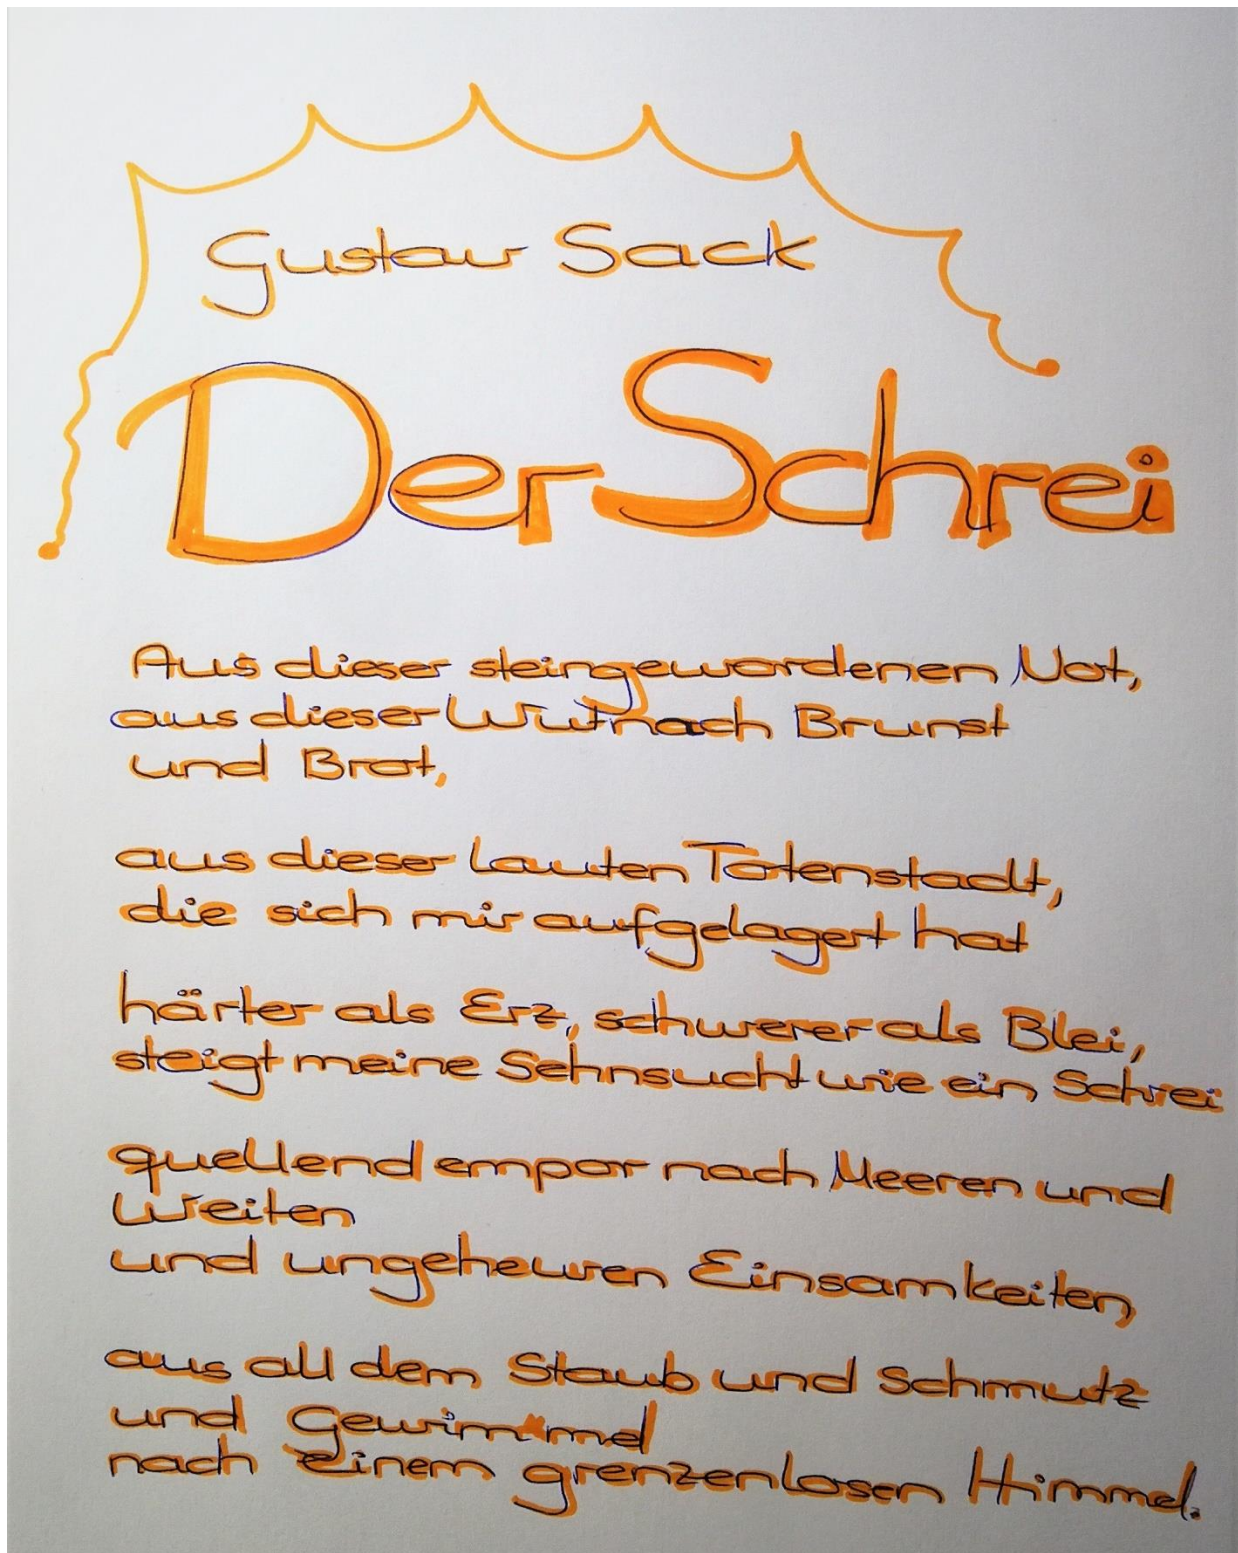 Gustav Sack
Der Schrei
Aus dieser steingewordenen Not,
aus dieser Wut nach Brunst
und Brot,
aus dieser lauten Totenstadt,
die sich mir aufgelagert hat
härter als Erz, schwerer als Blei,
steigt meine Sehnsucht wie ein Schrei
quellend empor nach Meeren und
Weiten
und ungeheuren Einsamkeiten,
aus all dem Staub und Schmutz
und Gewimmel
nach Einem grenzenlosen Himmel.